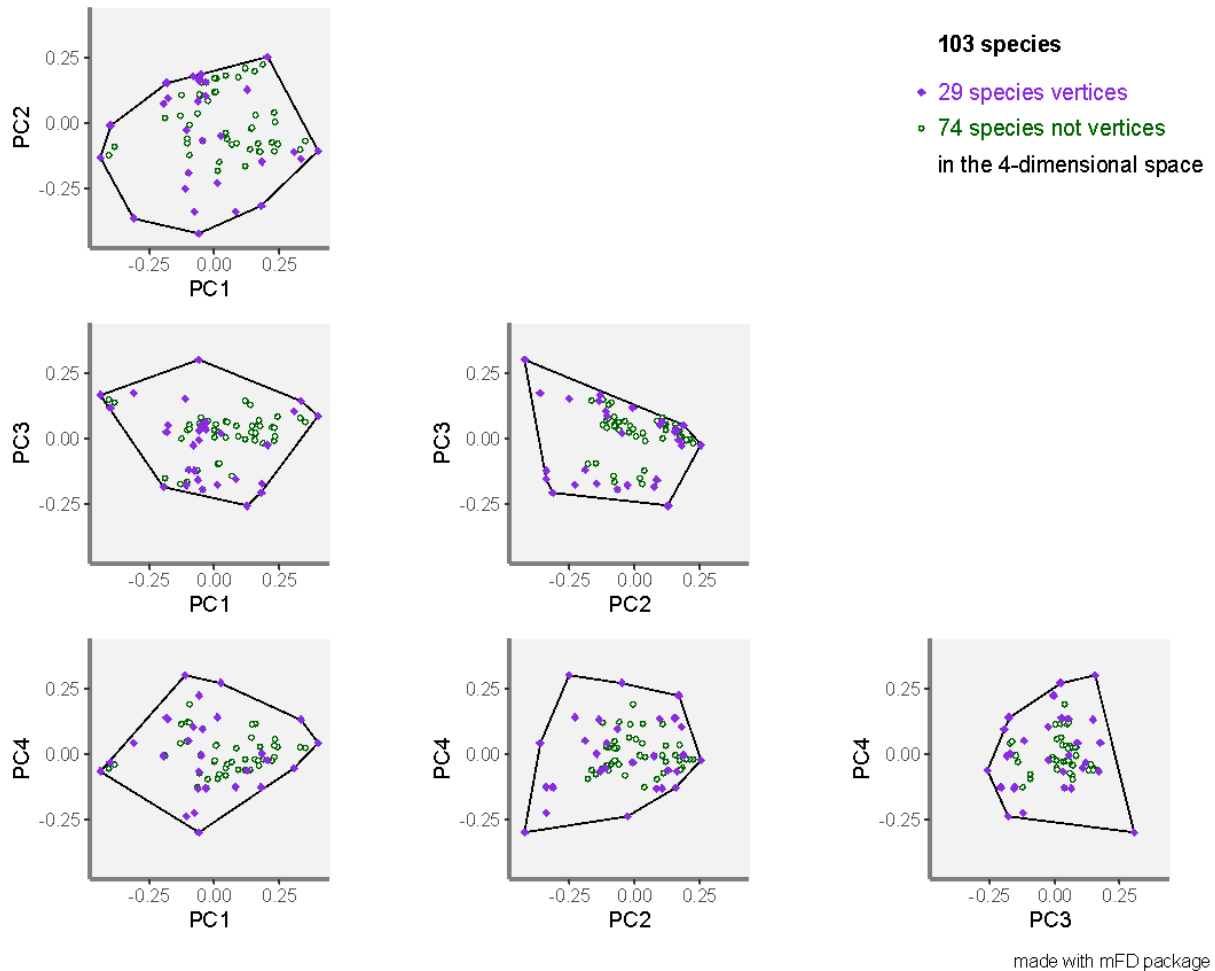 103 species
29 species vertices
74 species not vertices
in the 4-dimensional space
0.25
0.00
-0.25
PC2
-0.25 0.00 0.25
PC1
0.25
0.00
-0.25
PC3
-0.25 0.00 0.25
PC1
0.25
0.00
-0.25
PC3
-0.25 0.00 0.25
PC2
0.25
0.00
-0.25
PC4
-0.25 0.00 0.25
PC1
0.25
0.00
-0.25
PC4
-0.25 0.00 0.25
PC2
0.25
0.00
-0.25
PC4
-0.25 0.00 0.25
PC3
made with mFD package